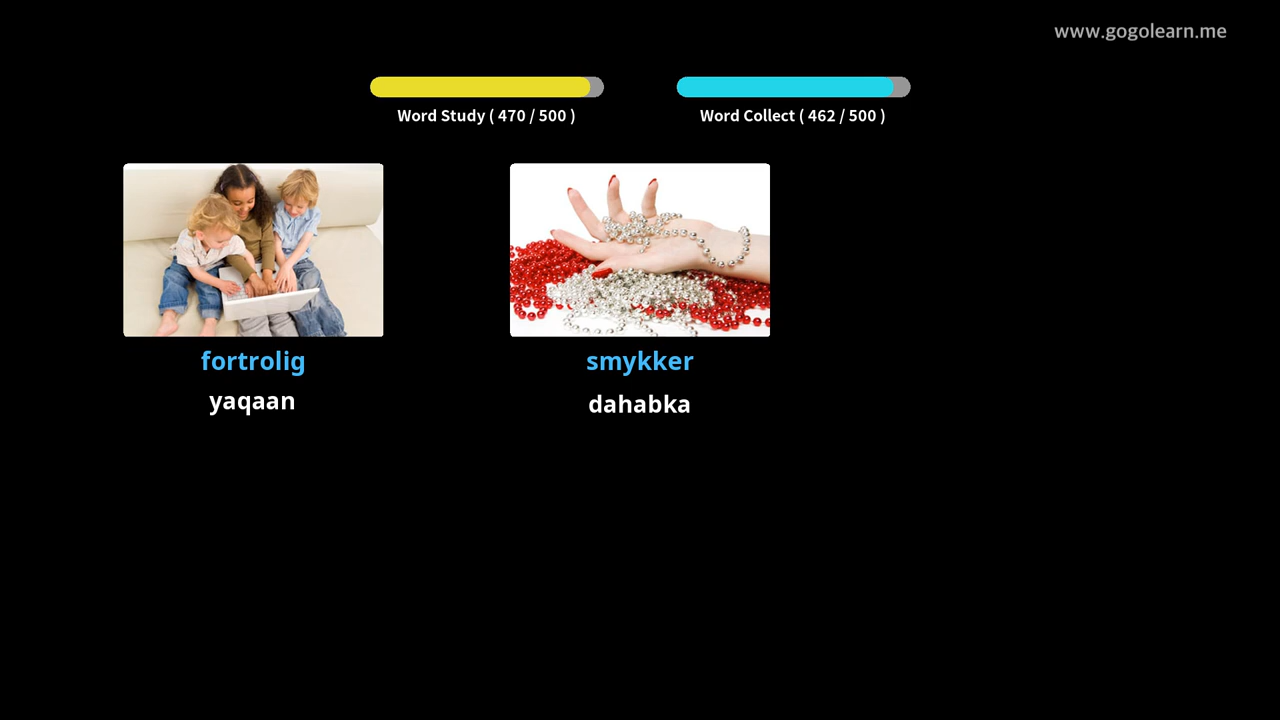 www.gogolearn.me
Word Study ( 470 / 500 )
Word Collect ( 462 / 500 )
fortrolig
yaqaan
smykker
dahabka